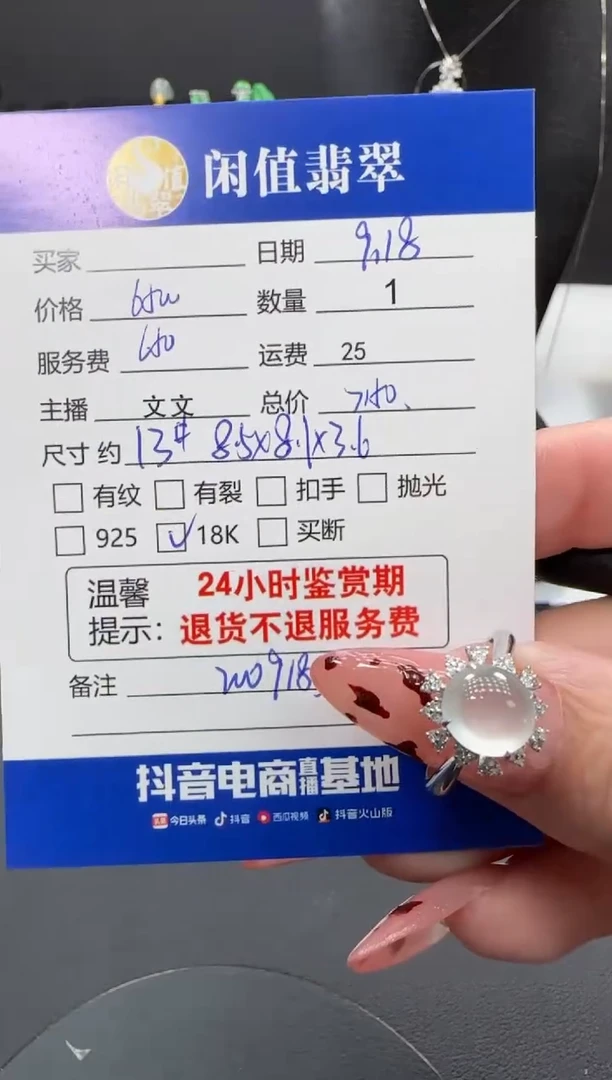 闲值翡翠
买家 日期 9.18
价格 6500 数量 1
服务费 650 运费 25
主播 文文 总价
尺寸 约 13# 8.5x8.1x3.6
有纹 有裂 扣手 抛光
925 18K 买断
温馨提示: 24小时鉴赏期
退货不退服务费
备注
抖音电商直播基地
今日头条 抖音 西瓜视频 抖音火山版